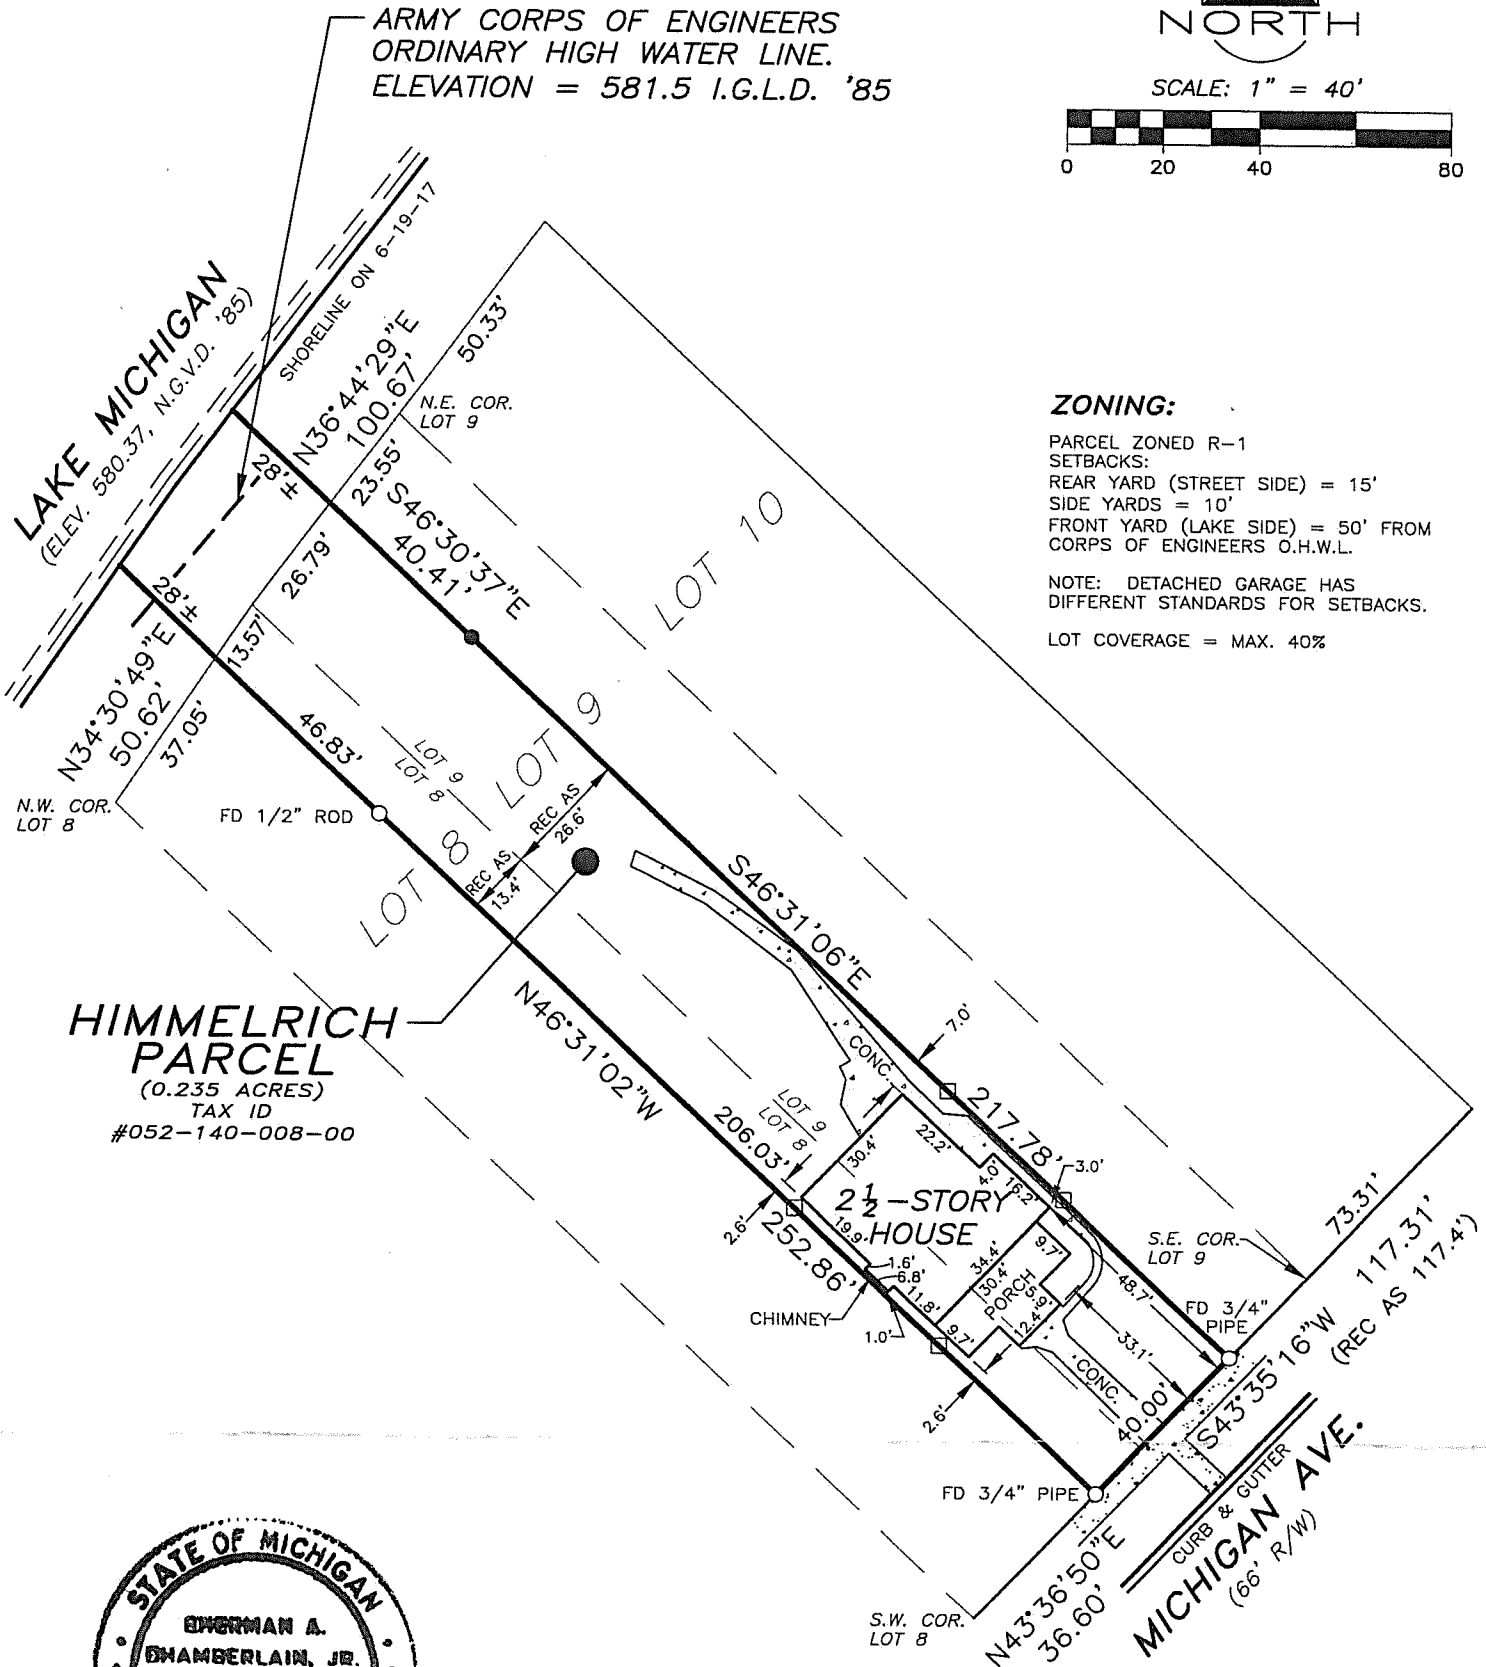 ARMY CORPS OF ENGINEERS
ORDINARY HIGH WATER LINE.
ELEVATION = 581.5 I.G.L.D. '85
NORTH
SCALE: 1" = 40'
0 20 40 80
LAKE MICHIGAN
(ELEV. 580.37, N.G.V.D. '85)
SHORELINE ON 6-19-17
N36°44'29"E
100.67'
50.33'
N.E. COR.
LOT 9
23.55'
28'±
S46°30'37"E
40.41'
26.79'
28'±
13.57'
N34°30'49"E
50.62'
37.05'
N.W. COR.
LOT 8
46.83'
FD 1/2" ROD
LOT 9
LOT 8
LOT 10
LOT 9
LOT 8
REC AS
26.6'
REC AS
13.4'
ZONING:
PARCEL ZONED R-1
SETBACKS:
REAR YARD (STREET SIDE) = 15'
SIDE YARDS = 10'
FRONT YARD (LAKE SIDE) = 50' FROM
CORPS OF ENGINEERS O.H.W.L.
NOTE: DETACHED GARAGE HAS
DIFFERENT STANDARDS FOR SETBACKS.
LOT COVERAGE = MAX. 40%
HIMMELRICH
PARCEL
(0.235 ACRES)
TAX ID
#052-140-008-00
S46°31'06"E
217.78'
N46°31'02"W
206.03'
252.86'
LOT 9
LOT 8
CONC.
7.0'
30.4'
22.2'
4.0'
16.2'
3.0'
2 1/2-STORY
HOUSE
2.6'
19.9'
1.6'
6.8'
11.8'
CHIMNEY
1.0'
9.7'
34.4'
30.4'
PORCH
9.7'
5.9'
12.4'
2.6'
48.7'
33.1'
CONC.
40.00'
S.E. COR.
LOT 9
73.31'
FD 3/4"
PIPE
S43°35'16"W 117.31'
(REC AS 117.4')
FD 3/4" PIPE
CURB & GUTTER
MICHIGAN AVE.
(66' R/W)
N43°36'50"E
36.60'
S.W. COR.
LOT 8
STATE OF MICHIGAN
SHERMAN A.
CHAMBERLAIN, JR.